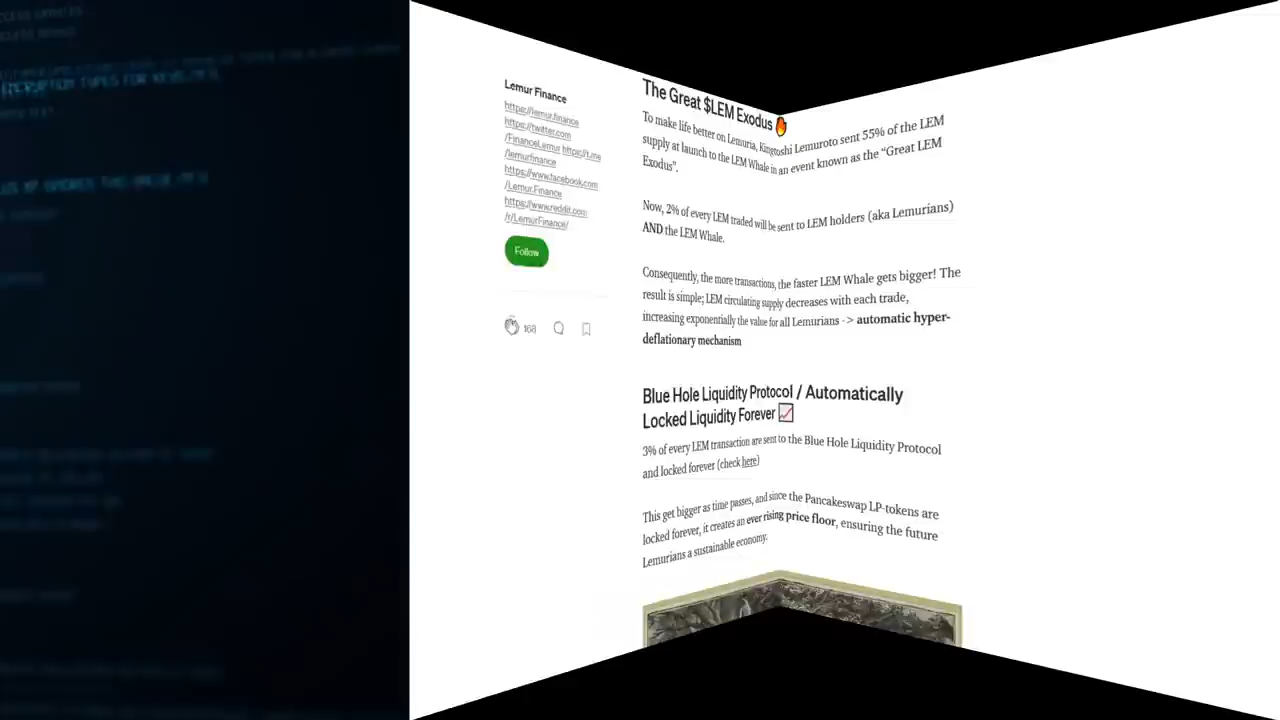 Lemur Finance
https://lemur.finance
https://twitter.com
/FinanceLemur https://t.me
/lemurfinance
https://www.facebook.com
/Lemur.Finance
https://www.reddit.com
/r/LemurFinance/
Follow
168
The Great $LEM Exodus 🔥
To make life better on Lemuria, Kingtoshi Lemuroto sent 55% of the LEM
supply at launch to the LEM Whale in an event known as the “Great LEM
Exodus”.
Now, 2% of every LEM traded will be sent to LEM holders (aka Lemurians)
AND the LEM Whale.
Consequently, the more transactions, the faster LEM Whale gets bigger! The
result is simple; LEM circulating supply decreases with each trade,
increasing exponentially the value for all Lemurians -> automatic hyper-
deflationary mechanism
Blue Hole Liquidity Protocol / Automatically
Locked Liquidity Forever 📈
3% of every LEM transaction are sent to the Blue Hole Liquidity Protocol
and locked forever (check here)
This get bigger as time passes, and since the Pancakeswap LP-tokens are
locked forever, it creates an ever rising price floor, ensuring the future
Lemurians a sustainable economy.